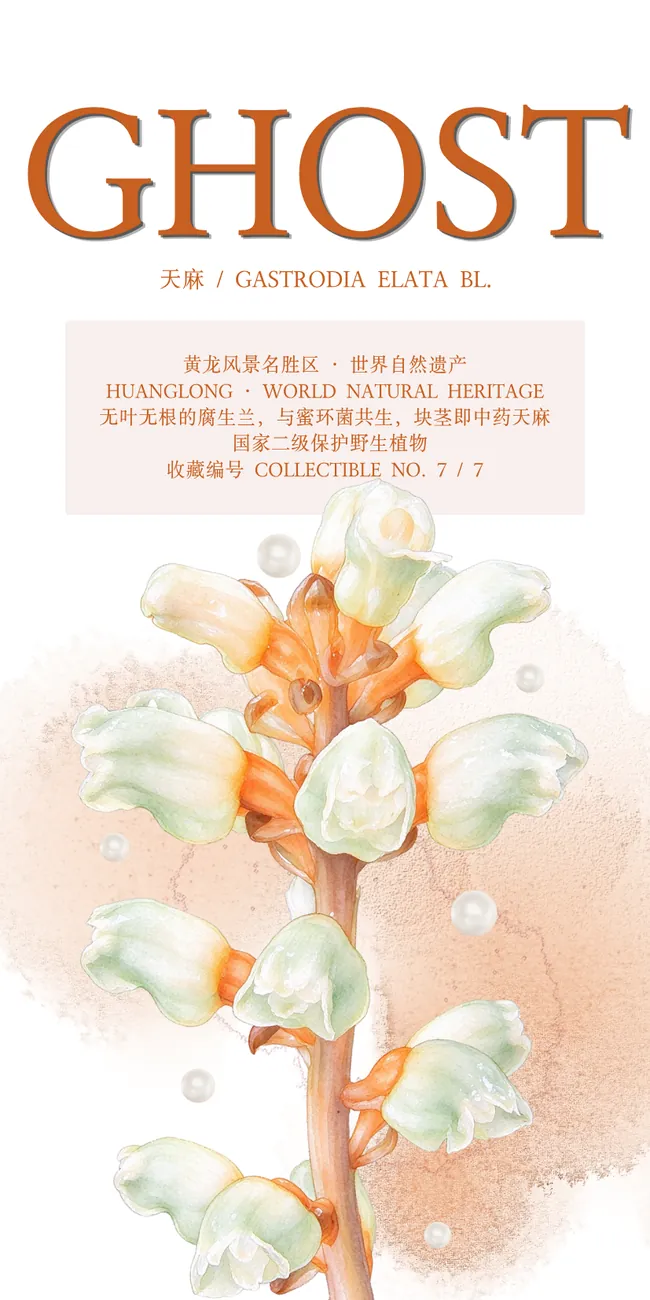 GHOST
天麻 / GASTRODIA ELATA BL.
黄龙风景名胜区 · 世界自然遗产
HUANGLONG · WORLD NATURAL HERITAGE
无叶无根的腐生兰，与蜜环菌共生，块茎即中药天麻
国家二级保护野生植物
收藏编号 COLLECTIBLE NO. 7 / 7